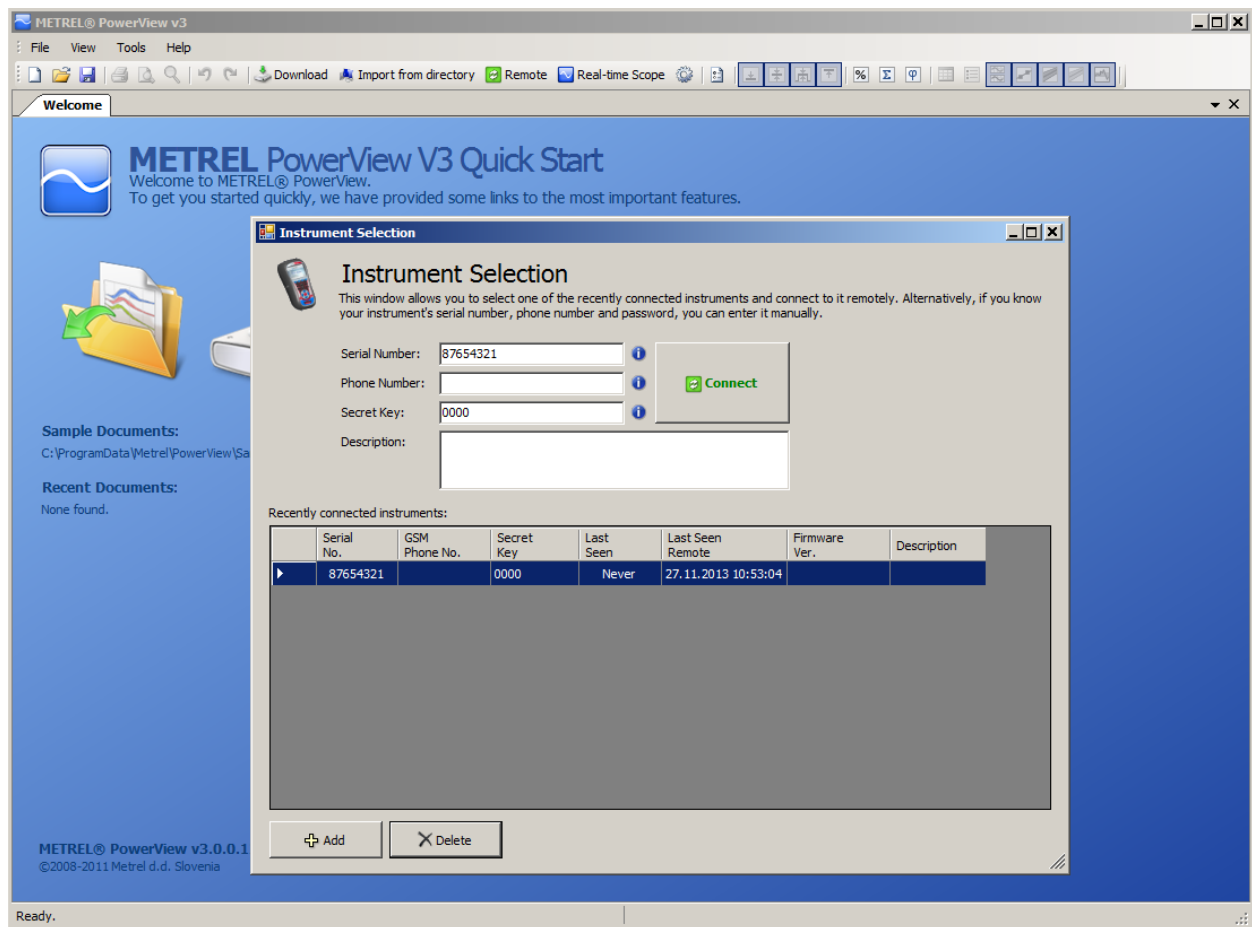 METREL® PowerView v3
File View Tools Help
Download Import from directory Remote Real-time Scope % Σ φ
Welcome
METREL PowerView V3 Quick Start
Welcome to METREL® PowerView.
To get you started quickly, we have provided some links to the most important features.
Instrument Selection
Instrument Selection
This window allows you to select one of the recently connected instruments and connect to it remotely. Alternatively, if you know
your instrument's serial number, phone number and password, you can enter it manually.
Serial Number: 87654321
Phone Number:
Connect
Secret Key: 0000
Description:
Sample Documents:
C:\ProgramData\Metrel\PowerView\Sa
Recent Documents:
None found.
Recently connected instruments:
Serial No. GSM Phone No. Secret Key Last Seen Last Seen Remote Firmware Ver. Description
87654321 0000 Never 27.11.2013 10:53:04
Add Delete
METREL® PowerView v3.0.0.1
©2008-2011 Metrel d.d. Slovenia
Ready.